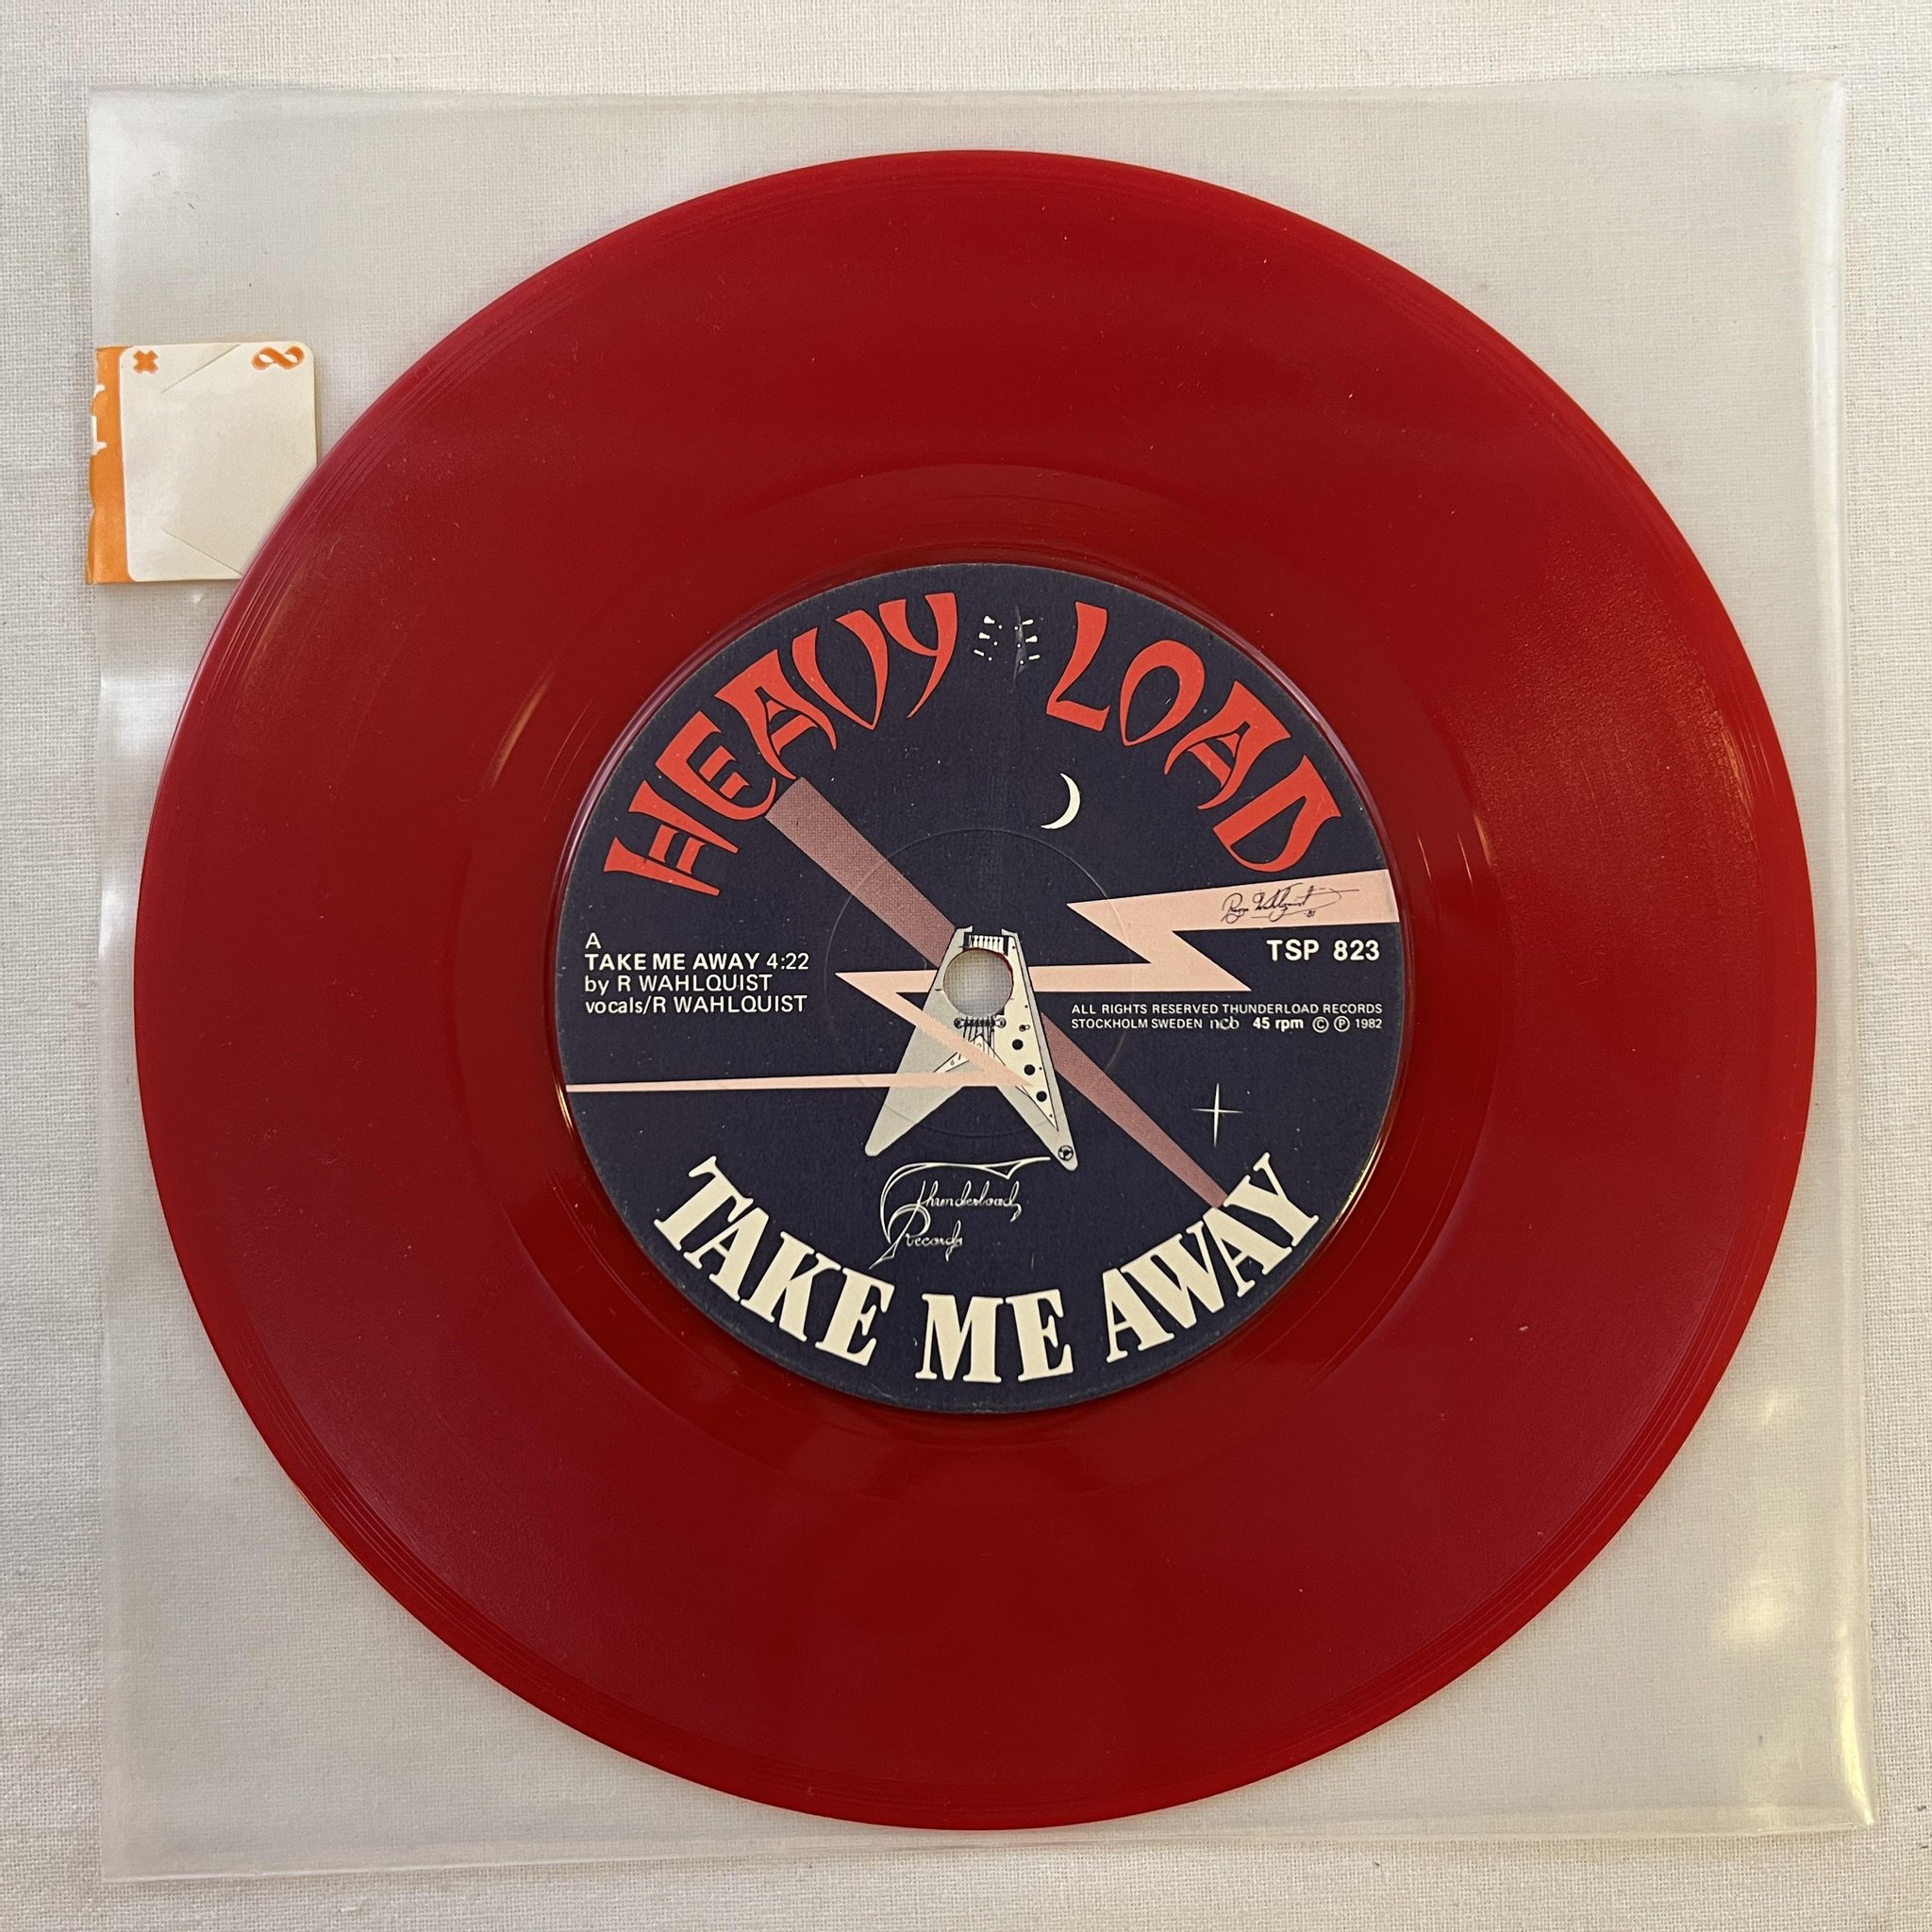 HEAVY LOAD
A
TAKE ME AWAY 4:22
by R WAHLQUIST
vocals/R WAHLQUIST
TSP 823
ALL RIGHTS RESERVED THUNDERLOAD RECORDS
STOCKHOLM SWEDEN ncb 45 rpm © ℗ 1982
Thunderload
Records
TAKE ME AWAY